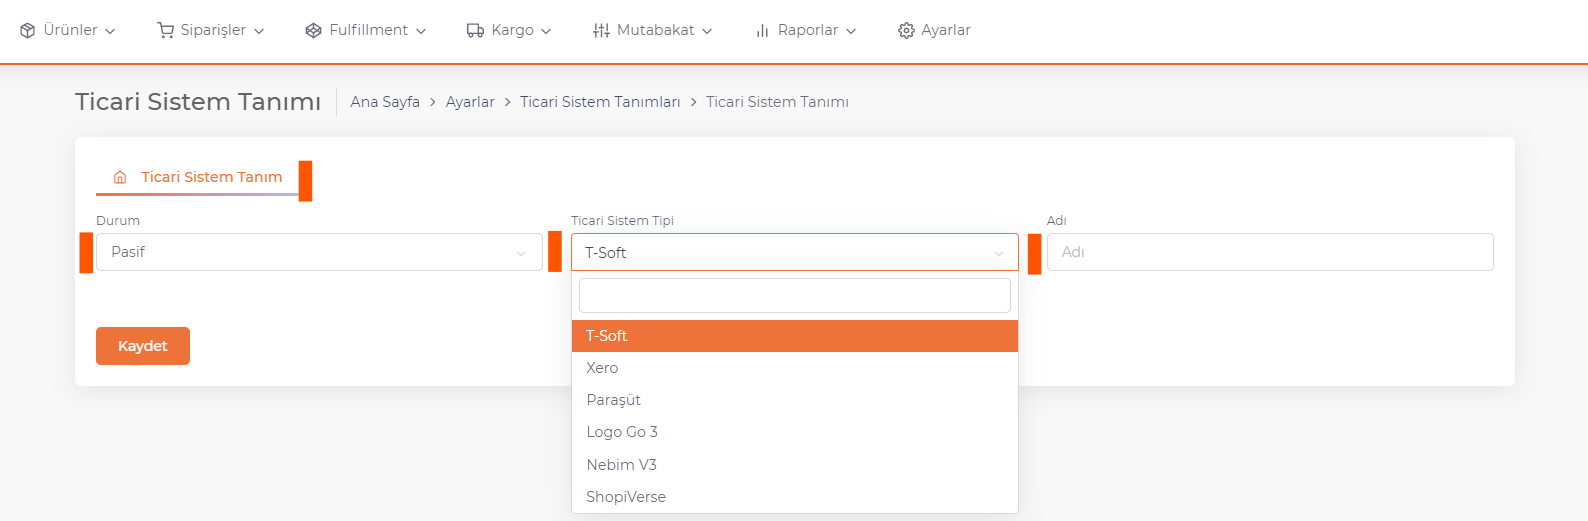 Ürünler Siparişler Fulfillment Kargo Mutabakat Raporlar Ayarlar
Ticari Sistem Tanımı Ana Sayfa > Ayarlar > Ticari Sistem Tanımları > Ticari Sistem Tanımı
Ticari Sistem Tanım
Durum Ticari Sistem Tipi Adı
Pasif T-Soft Adı
T-Soft
Kaydet
Xero
Paraşüt
Logo Go 3
Nebim V3
ShopiVerse